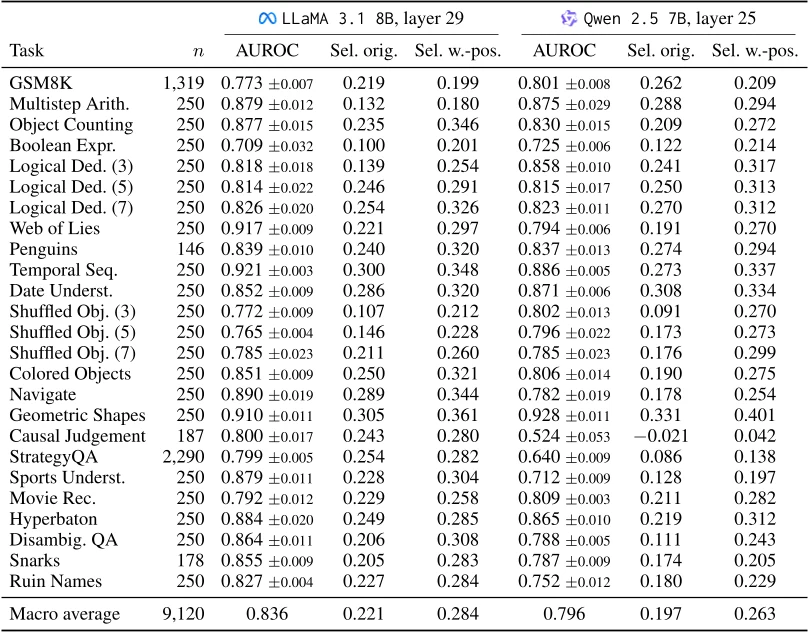 LLaMA 3.1 8B, layer 29 Qwen 2.5 7B, layer 25
Task n AUROC Sel. orig. Sel. w.-pos. AUROC Sel. orig. Sel. w.-pos.
GSM8K 1,319 0.773 ±0.007 0.219 0.199 0.801 ±0.008 0.262 0.209
Multistep Arith. 250 0.879 ±0.012 0.132 0.180 0.875 ±0.029 0.288 0.294
Object Counting 250 0.877 ±0.015 0.235 0.346 0.830 ±0.015 0.209 0.272
Boolean Expr. 250 0.709 ±0.032 0.100 0.201 0.725 ±0.006 0.122 0.214
Logical Ded. (3) 250 0.818 ±0.018 0.139 0.254 0.858 ±0.010 0.241 0.317
Logical Ded. (5) 250 0.814 ±0.022 0.246 0.291 0.815 ±0.017 0.250 0.313
Logical Ded. (7) 250 0.826 ±0.020 0.254 0.326 0.823 ±0.011 0.270 0.312
Web of Lies 250 0.917 ±0.009 0.221 0.297 0.794 ±0.006 0.191 0.270
Penguins 146 0.839 ±0.010 0.240 0.320 0.837 ±0.013 0.274 0.294
Temporal Seq. 250 0.921 ±0.003 0.300 0.348 0.886 ±0.005 0.273 0.337
Date Underst. 250 0.852 ±0.009 0.286 0.320 0.871 ±0.006 0.308 0.334
Shuffled Obj. (3) 250 0.772 ±0.009 0.107 0.212 0.802 ±0.013 0.091 0.270
Shuffled Obj. (5) 250 0.765 ±0.004 0.146 0.228 0.796 ±0.022 0.173 0.273
Shuffled Obj. (7) 250 0.785 ±0.023 0.211 0.260 0.785 ±0.023 0.176 0.299
Colored Objects 250 0.851 ±0.009 0.250 0.321 0.806 ±0.014 0.190 0.275
Navigate 250 0.890 ±0.019 0.289 0.344 0.782 ±0.019 0.178 0.254
Geometric Shapes 250 0.910 ±0.011 0.305 0.361 0.928 ±0.011 0.331 0.401
Causal Judgement 187 0.800 ±0.017 0.243 0.280 0.524 ±0.053 −0.021 0.042
StrategyQA 2,290 0.799 ±0.005 0.254 0.282 0.640 ±0.009 0.086 0.138
Sports Underst. 250 0.879 ±0.011 0.228 0.304 0.712 ±0.009 0.128 0.197
Movie Rec. 250 0.792 ±0.012 0.229 0.258 0.809 ±0.003 0.211 0.282
Hyperbaton 250 0.884 ±0.020 0.249 0.285 0.865 ±0.010 0.219 0.312
Disambig. QA 250 0.864 ±0.011 0.206 0.308 0.788 ±0.005 0.111 0.243
Snarks 178 0.855 ±0.009 0.205 0.283 0.787 ±0.009 0.174 0.205
Ruin Names 250 0.827 ±0.004 0.227 0.284 0.752 ±0.012 0.180 0.229
Macro average 9,120 0.836 0.221 0.284 0.796 0.197 0.263